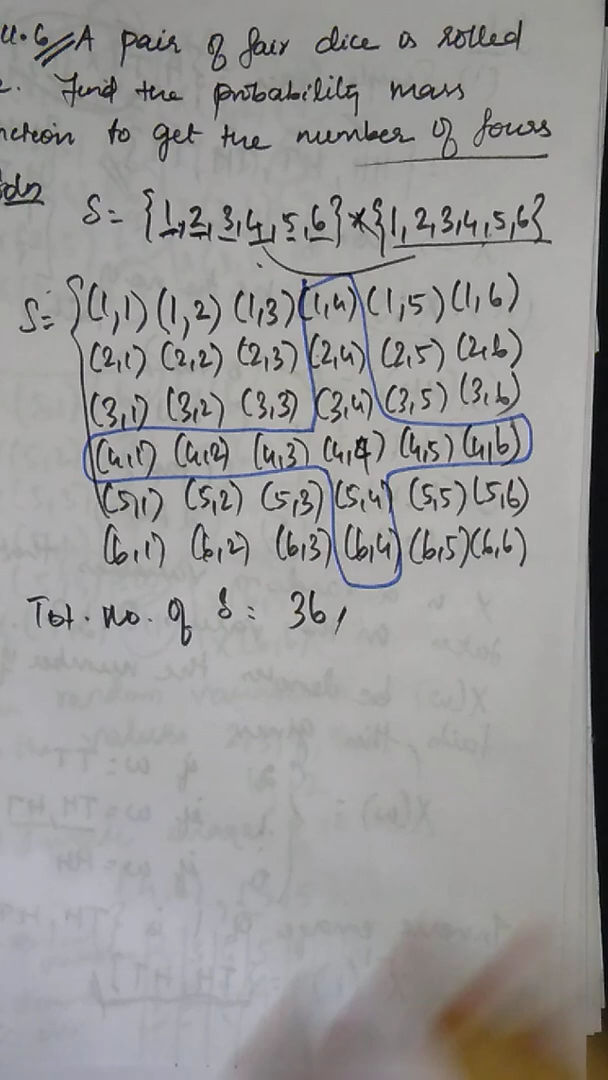 11.6 A pair of fair dice is rolled
Find the probability mass
to get the number of fours
Soln
S = {1,2,3,4,5,6}×{1,2,3,4,5,6}
S= {(1,1) (1,2) (1,3) (1,4) (1,5) (1,6)
(2,1) (2,2) (2,3) (2,4) (2,5) (2,6)
(3,1) (3,2) (3,3) (3,4) (3,5) (3,6)
(4,1) (4,2) (4,3) (4,4) (4,5) (4,6)
(5,1) (5,2) (5,3) (5,4) (5,5) (5,6)
(6,1) (6,2) (6,3) (6,4) (6,5) (6,6)
Tot. no. of S = 36,